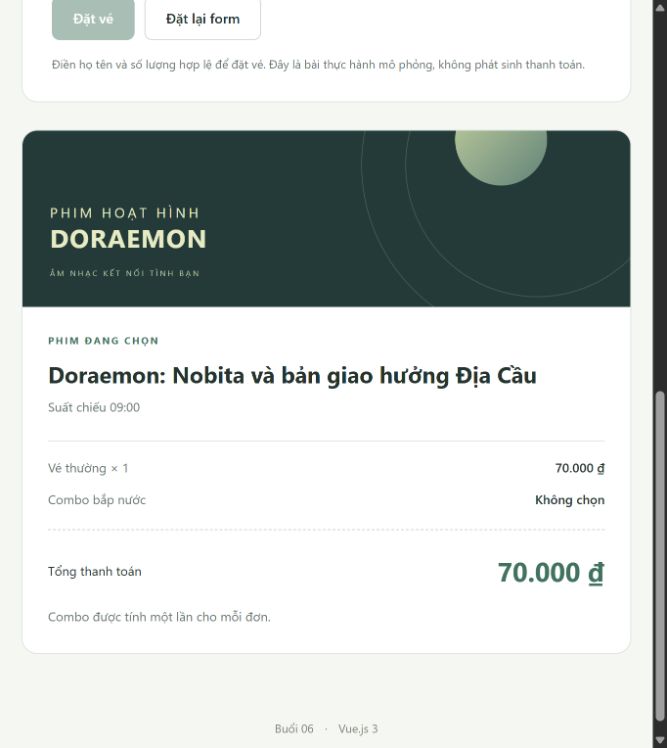 Đặt vé
Đặt lại form
Điền họ tên và số lượng hợp lệ để đặt vé. Đây là bài thực hành mô phỏng, không phát sinh thanh toán.
PHIM HOẠT HÌNH
DORAEMON
ÂM NHẠC KẾT NỐI TÌNH BẠN
PHIM ĐANG CHỌN
Doraemon: Nobita và bản giao hưởng Địa Cầu
Suất chiếu 09:00
Vé thường × 1 70.000 ₫
Combo bắp nước Không chọn
Tổng thanh toán 70.000 ₫
Combo được tính một lần cho mỗi đơn.
Buổi 06 · Vue.js 3